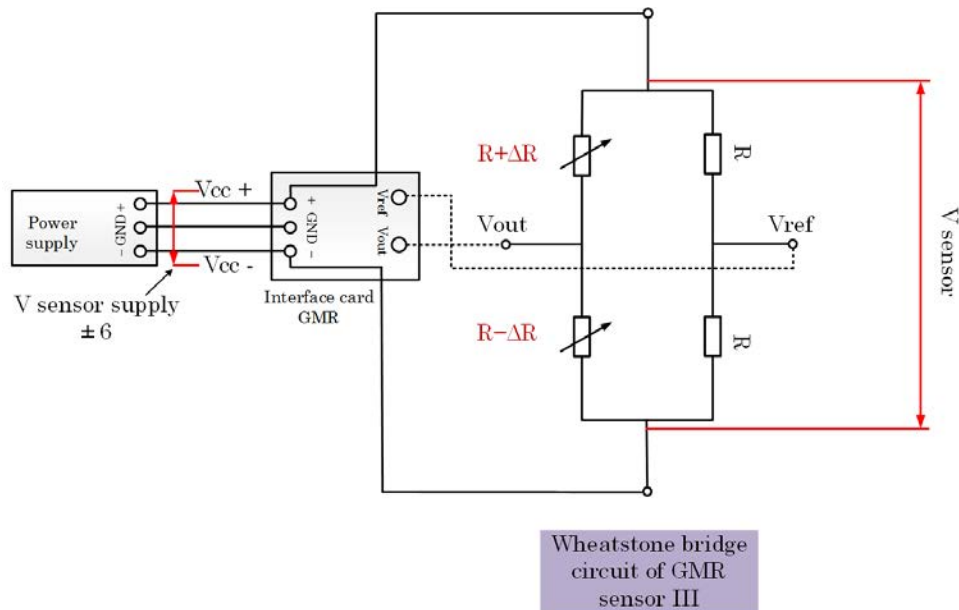 Power
supply
+
GND
−
Vcc +
Vcc -
V sensor supply
± 6
+
GND
−
Vref
Vout
Interface card
GMR
R+ΔR
R
Vout
Vref
R−ΔR
R
V sensor
Wheatstone bridge
circuit of GMR
sensor III